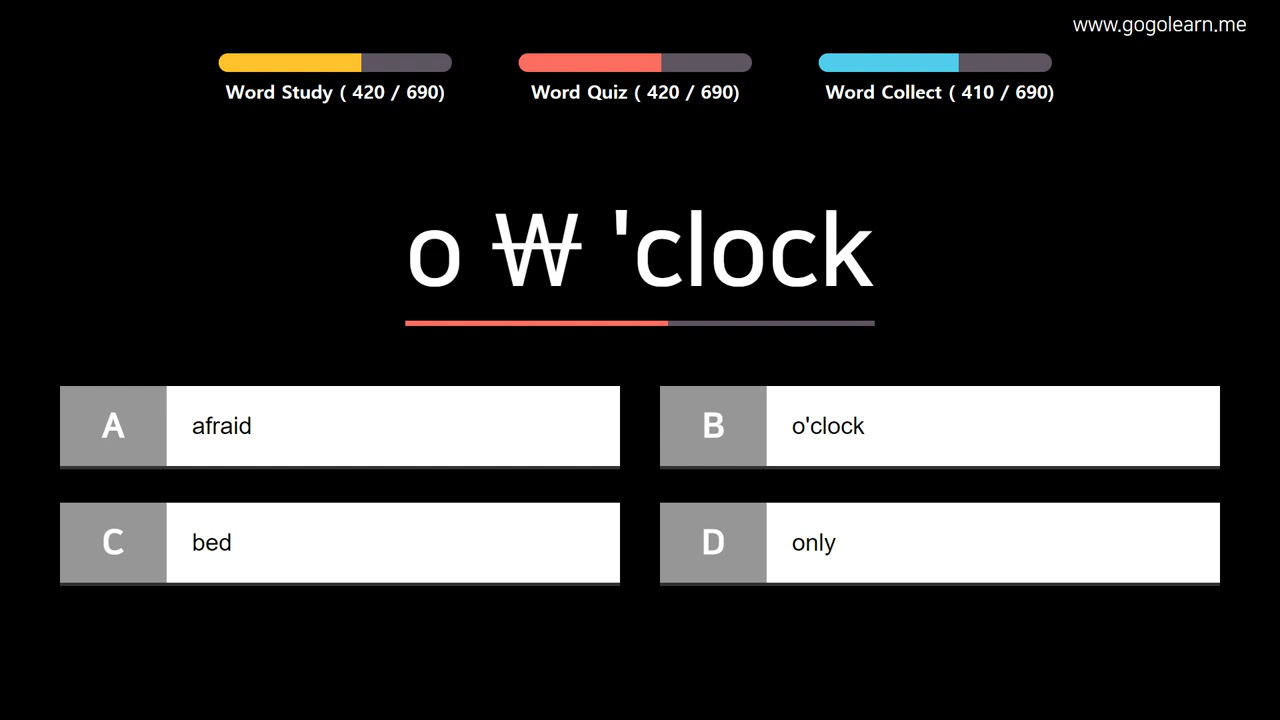 www.gogolearn.me
Word Study ( 420 / 690)
Word Quiz ( 420 / 690)
Word Collect ( 410 / 690)
o ₩ 'clock
A afraid
B o'clock
C bed
D only